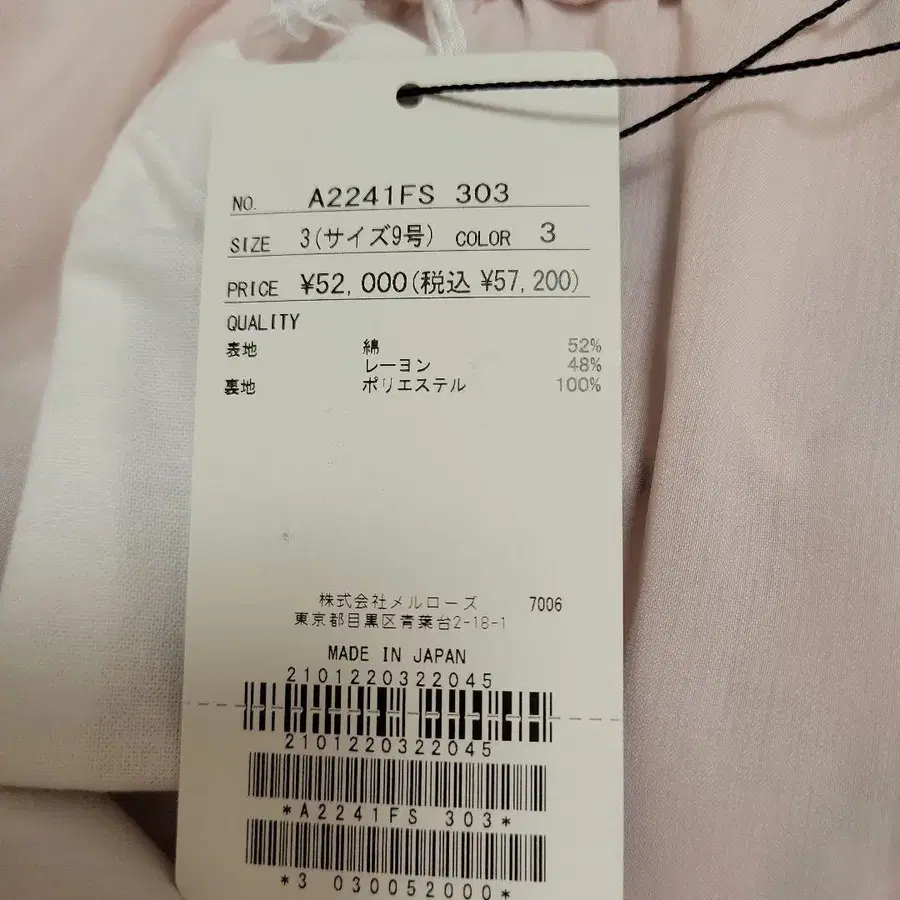 NO. A2241FS 303
SIZE 3(サイズ9号) COLOR 3
PRICE ¥52,000(税込 ¥57,200)
QUALITY
表地 綿 52%
レーヨン 48%
裏地 ポリエステル 100%
株式会社メルローズ 7006
東京都目黒区青葉台2-18-1
MADE IN JAPAN
2101220322045
2101220322045
*A2241FS 303*
*3 030052000*